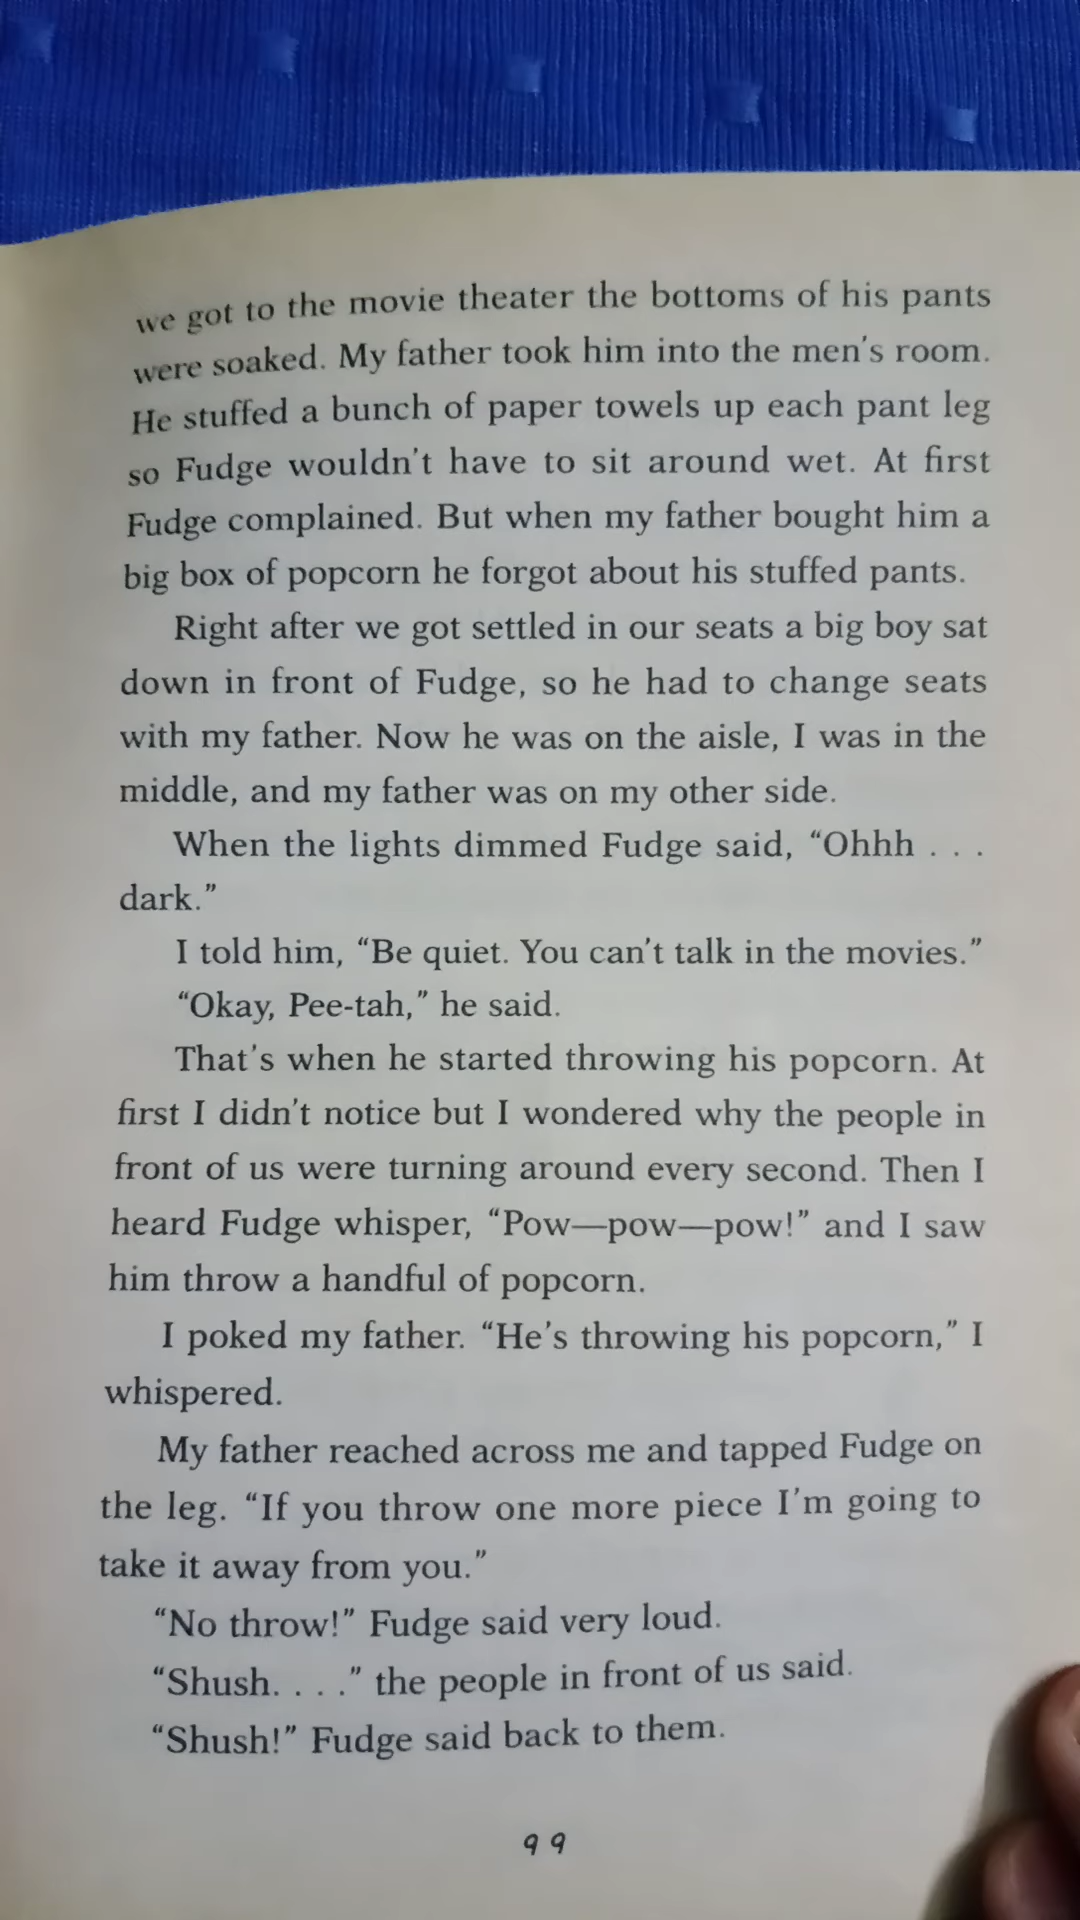 we got to the movie theater the bottoms of his pants
were soaked. My father took him into the men's room.
He stuffed a bunch of paper towels up each pant leg
so Fudge wouldn't have to sit around wet. At first
Fudge complained. But when my father bought him a
big box of popcorn he forgot about his stuffed pants.
Right after we got settled in our seats a big boy sat
down in front of Fudge, so he had to change seats
with my father. Now he was on the aisle, I was in the
middle, and my father was on my other side.
When the lights dimmed Fudge said, “Ohhh . . .
dark.”
I told him, “Be quiet. You can't talk in the movies.”
“Okay, Pee-tah,” he said.
That's when he started throwing his popcorn. At
first I didn't notice but I wondered why the people in
front of us were turning around every second. Then I
heard Fudge whisper, “Pow—pow—pow!” and I saw
him throw a handful of popcorn.
I poked my father. “He's throwing his popcorn,” I
whispered.
My father reached across me and tapped Fudge on
the leg. “If you throw one more piece I'm going to
take it away from you.”
“No throw!” Fudge said very loud.
“Shush. . . .” the people in front of us said.
“Shush!” Fudge said back to them.
99